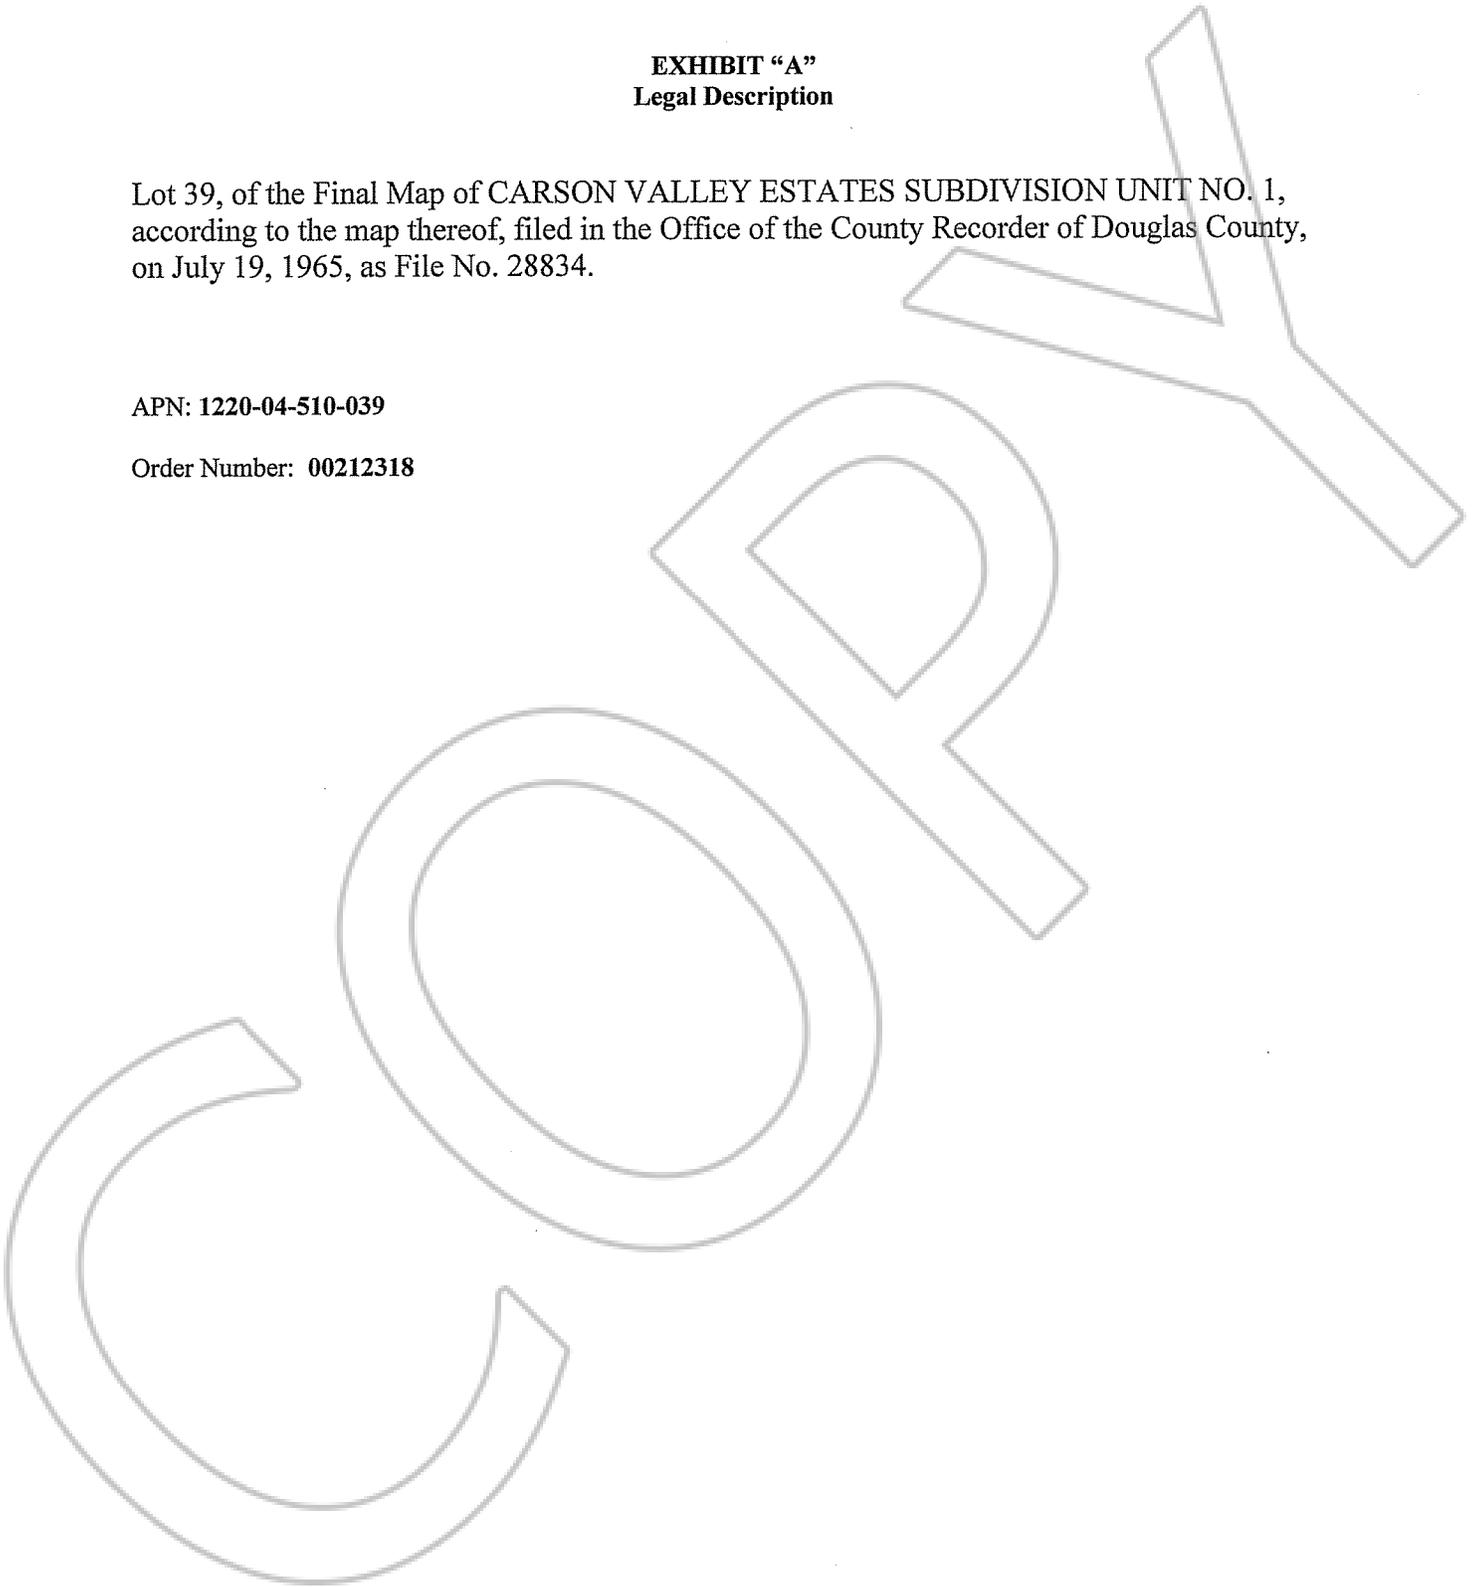 EXHIBIT “A”
Legal Description
Lot 39, of the Final Map of CARSON VALLEY ESTATES SUBDIVISION UNIT NO. 1,
according to the map thereof, filed in the Office of the County Recorder of Douglas County,
on July 19, 1965, as File No. 28834.
APN: 1220-04-510-039
Order Number: 00212318
COPY